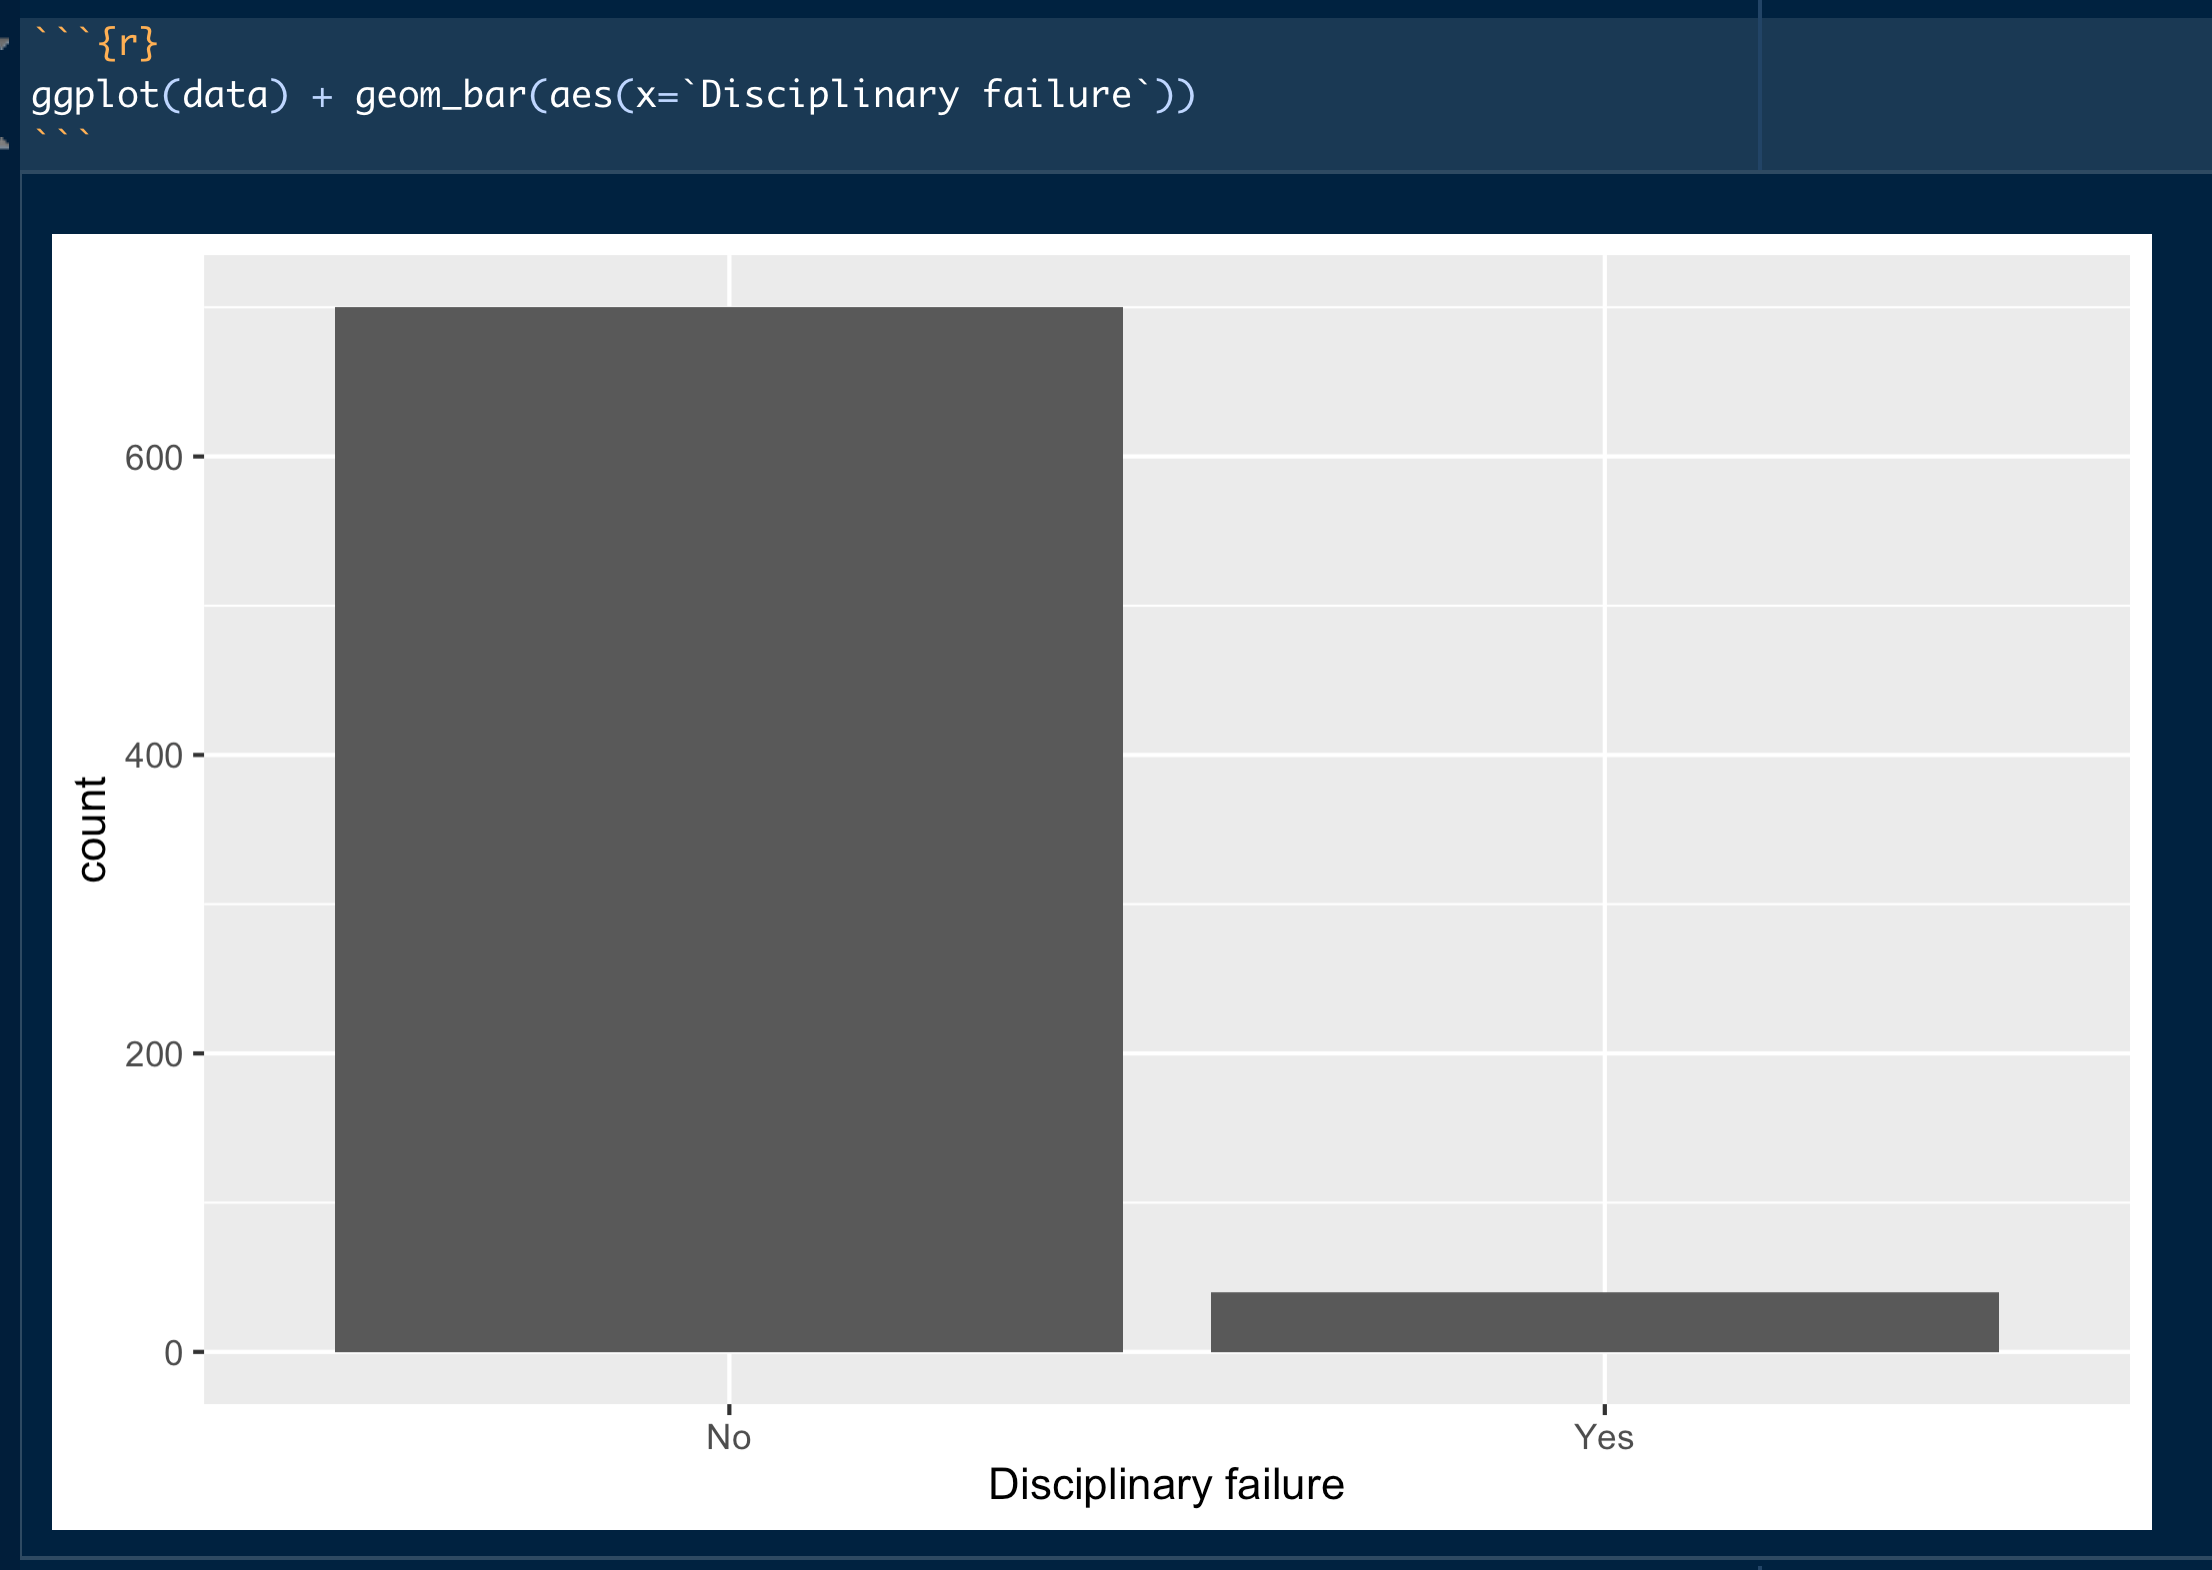 ```{r}
ggplot(data) + geom_bar(aes(x=`Disciplinary failure`))
```
600
400
200
0
count
No
Yes
Disciplinary failure